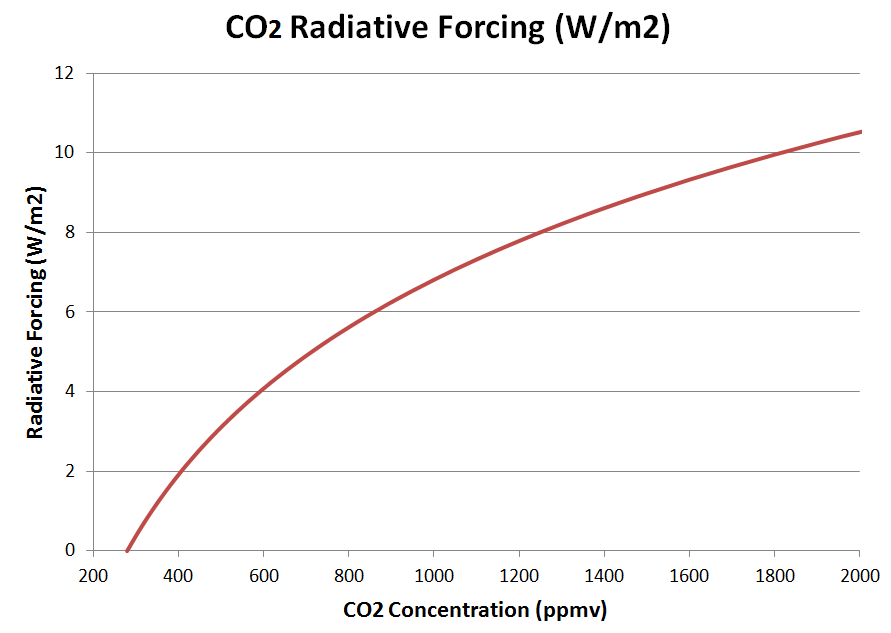 CO2 Radiative Forcing (W/m2)
12
10
8
6
4
2
0
Radiative Forcing (W/m2)
200 400 600 800 1000 1200 1400 1600 1800 2000
CO2 Concentration (ppmv)